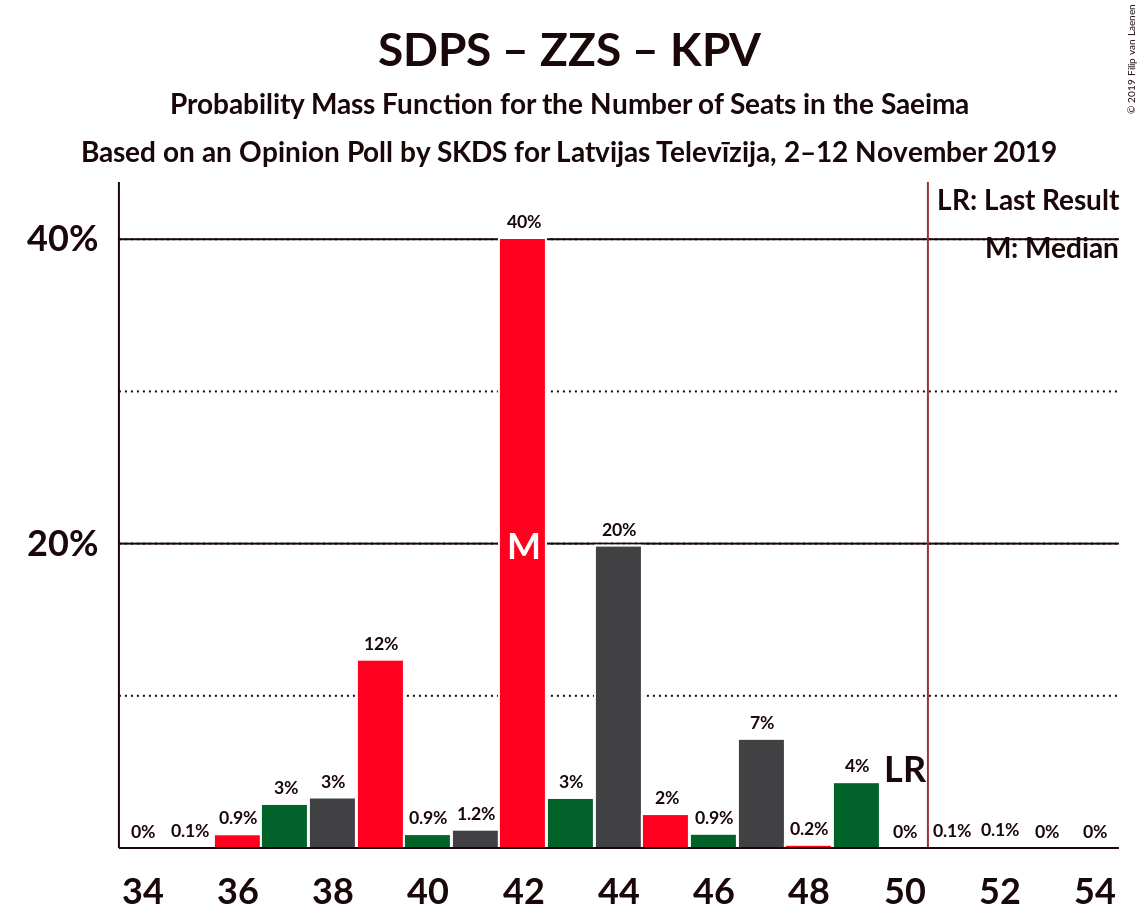 SDPS – ZZS – KPV
Probability Mass Function for the Number of Seats in the Saeima
Based on an Opinion Poll by SKDS for Latvijas Televīzija, 2–12 November 2019
© 2019 Filip van Laenen
LR: Last Result
M: Median
40%
20%
0%
0.1%
0.9%
3%
3%
12%
0.9%
1.2%
40%
M
3%
20%
2%
0.9%
7%
0.2%
4%
LR
0%
0.1%
0.1%
0%
0%
34 36 38 40 42 44 46 48 50 52 54